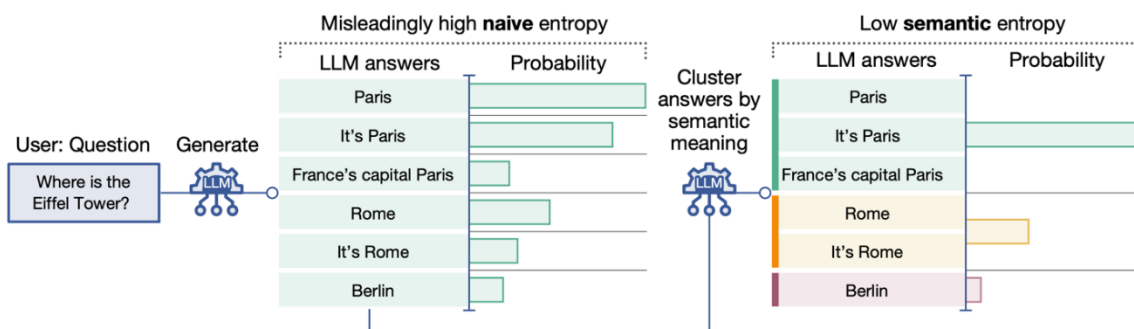 Misleadingly high naive entropy
LLM answers
Probability
User: Question
Where is the
Eiffel Tower?
Generate
LLM
Paris
It's Paris
France's capital Paris
Rome
It's Rome
Berlin
Cluster
answers by
semantic
meaning
LLM
Low semantic entropy
LLM answers
Probability
Paris
It's Paris
France's capital Paris
Rome
It's Rome
Berlin